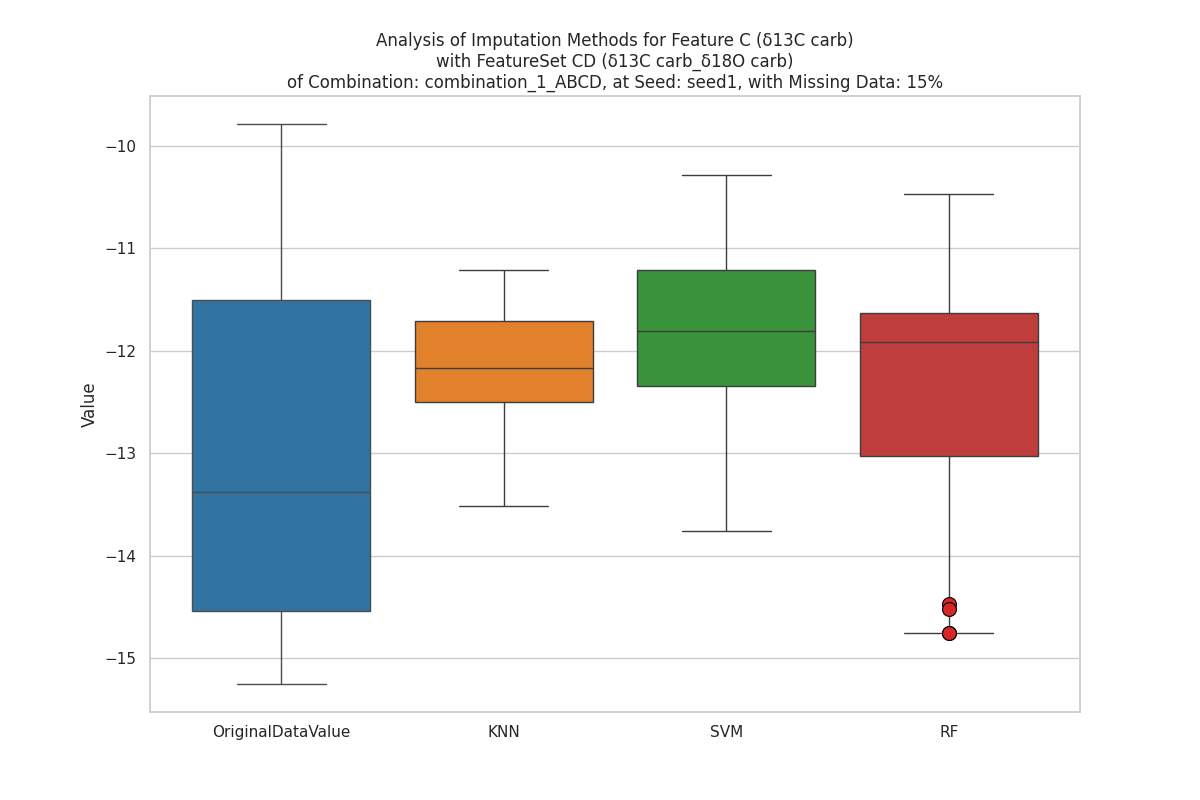 Analysis of Imputation Methods for Feature C (δ13C carb)
with FeatureSet CD (δ13C carb_δ18O carb)
of Combination: combination_1_ABCD, at Seed: seed1, with Missing Data: 15%
Value
−10
−11
−12
−13
−14
−15
OriginalDataValue
KNN
SVM
RF